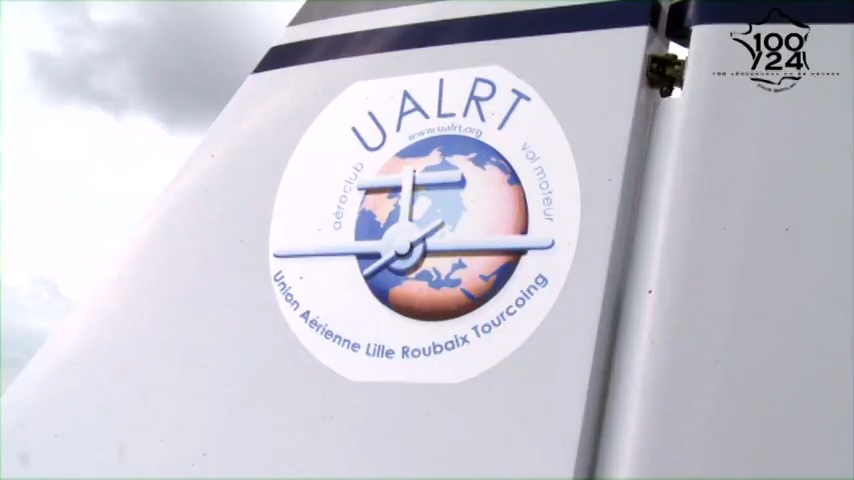 UALRT
www.ualrt.org
aéroclub
vol moteur
Union Aérienne Lille Roubaix Tourcoing
100
24